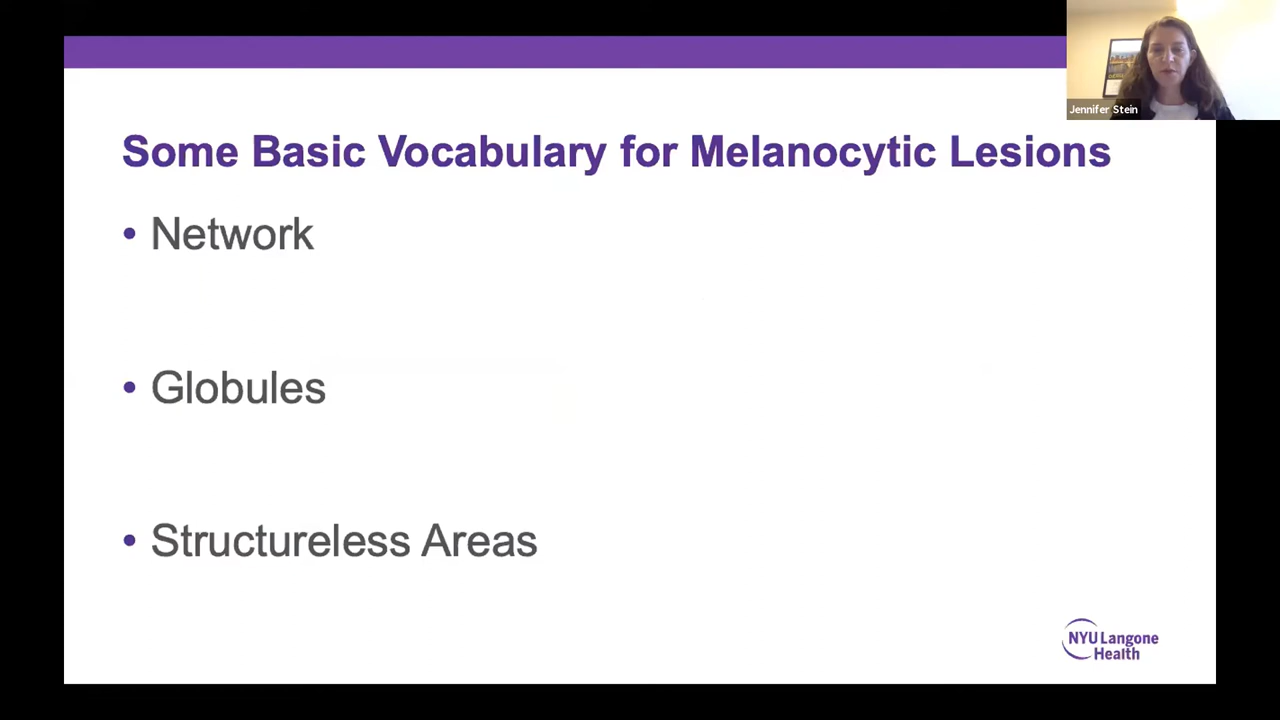 Jennifer Stein
Some Basic Vocabulary for Melanocytic Lesions
• Network
• Globules
• Structureless Areas
NYU Langone
Health